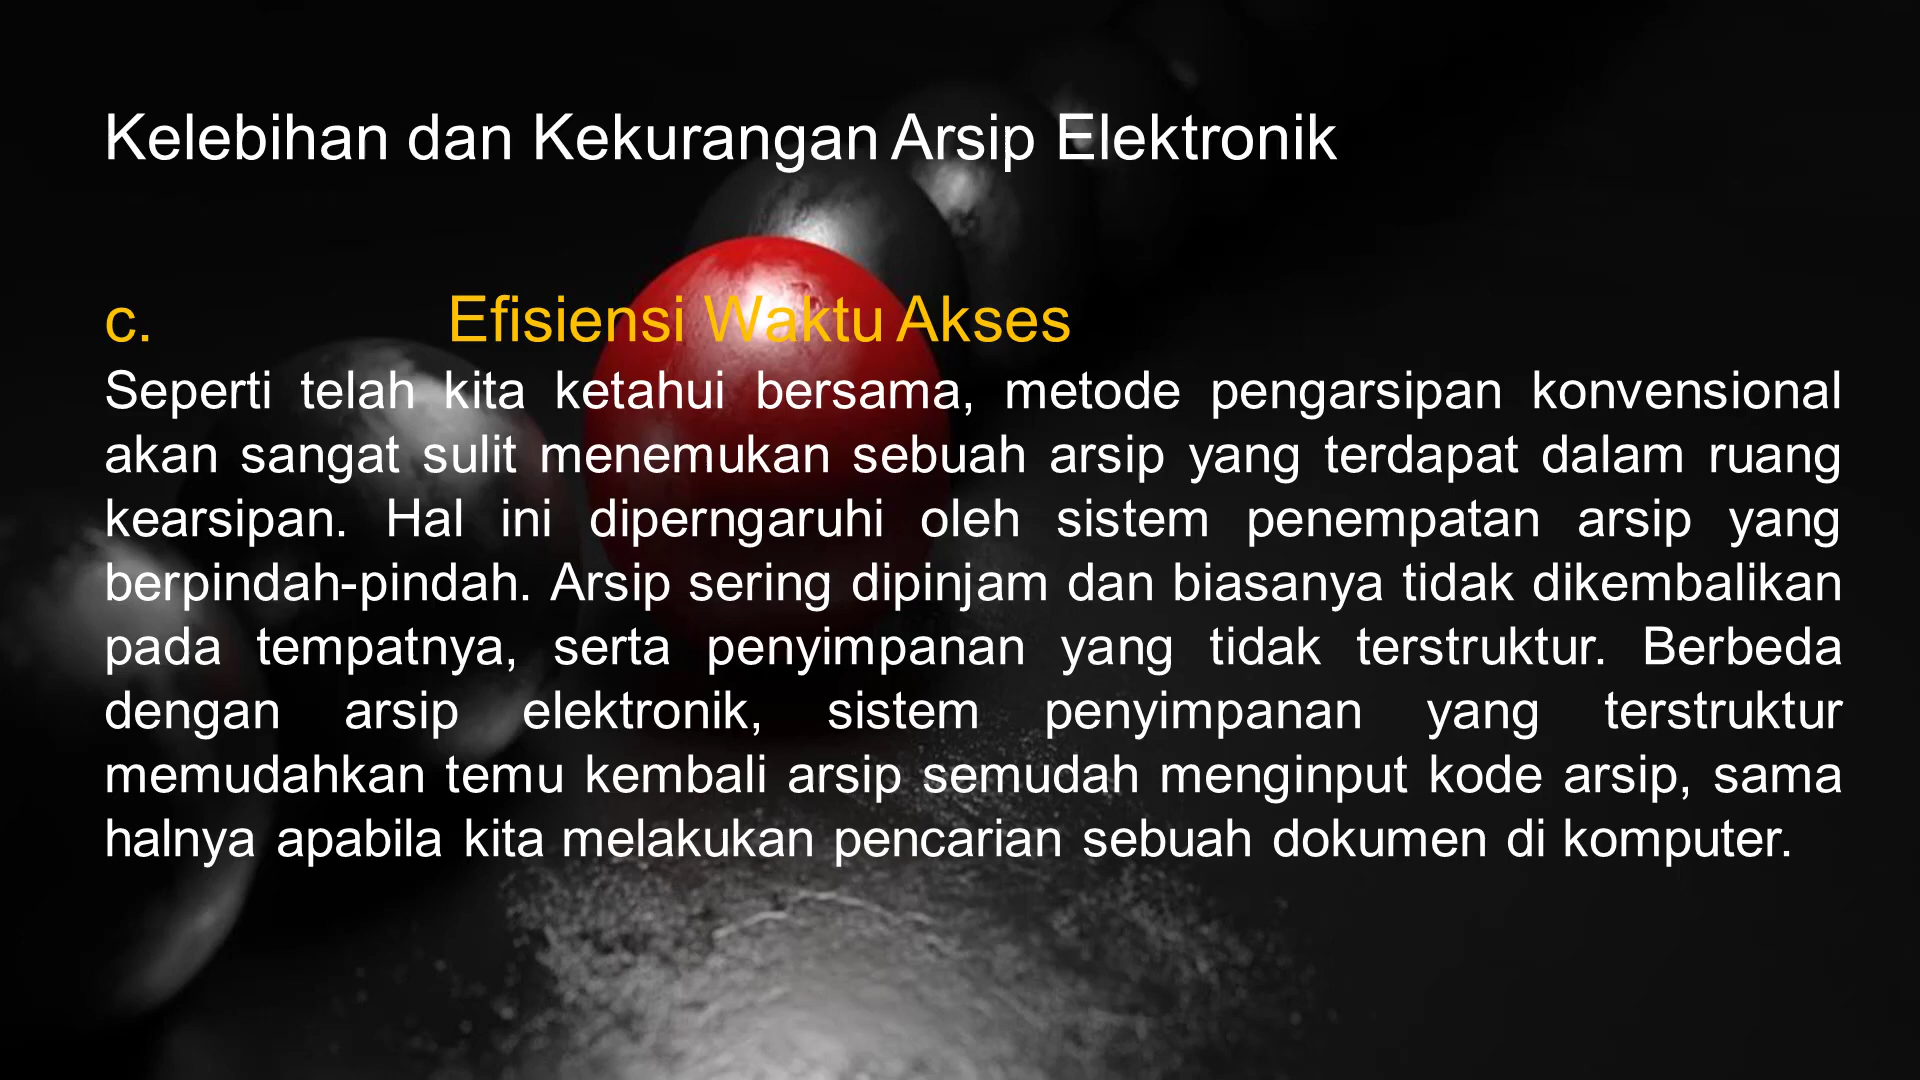 Kelebihan dan Kekurangan Arsip Elektronik
c. Efisiensi Waktu Akses
Seperti telah kita ketahui bersama, metode pengarsipan konvensional
akan sangat sulit menemukan sebuah arsip yang terdapat dalam ruang
kearsipan. Hal ini diperngaruhi oleh sistem penempatan arsip yang
berpindah-pindah. Arsip sering dipinjam dan biasanya tidak dikembalikan
pada tempatnya, serta penyimpanan yang tidak terstruktur. Berbeda
dengan arsip elektronik, sistem penyimpanan yang terstruktur
memudahkan temu kembali arsip semudah menginput kode arsip, sama
halnya apabila kita melakukan pencarian sebuah dokumen di komputer.